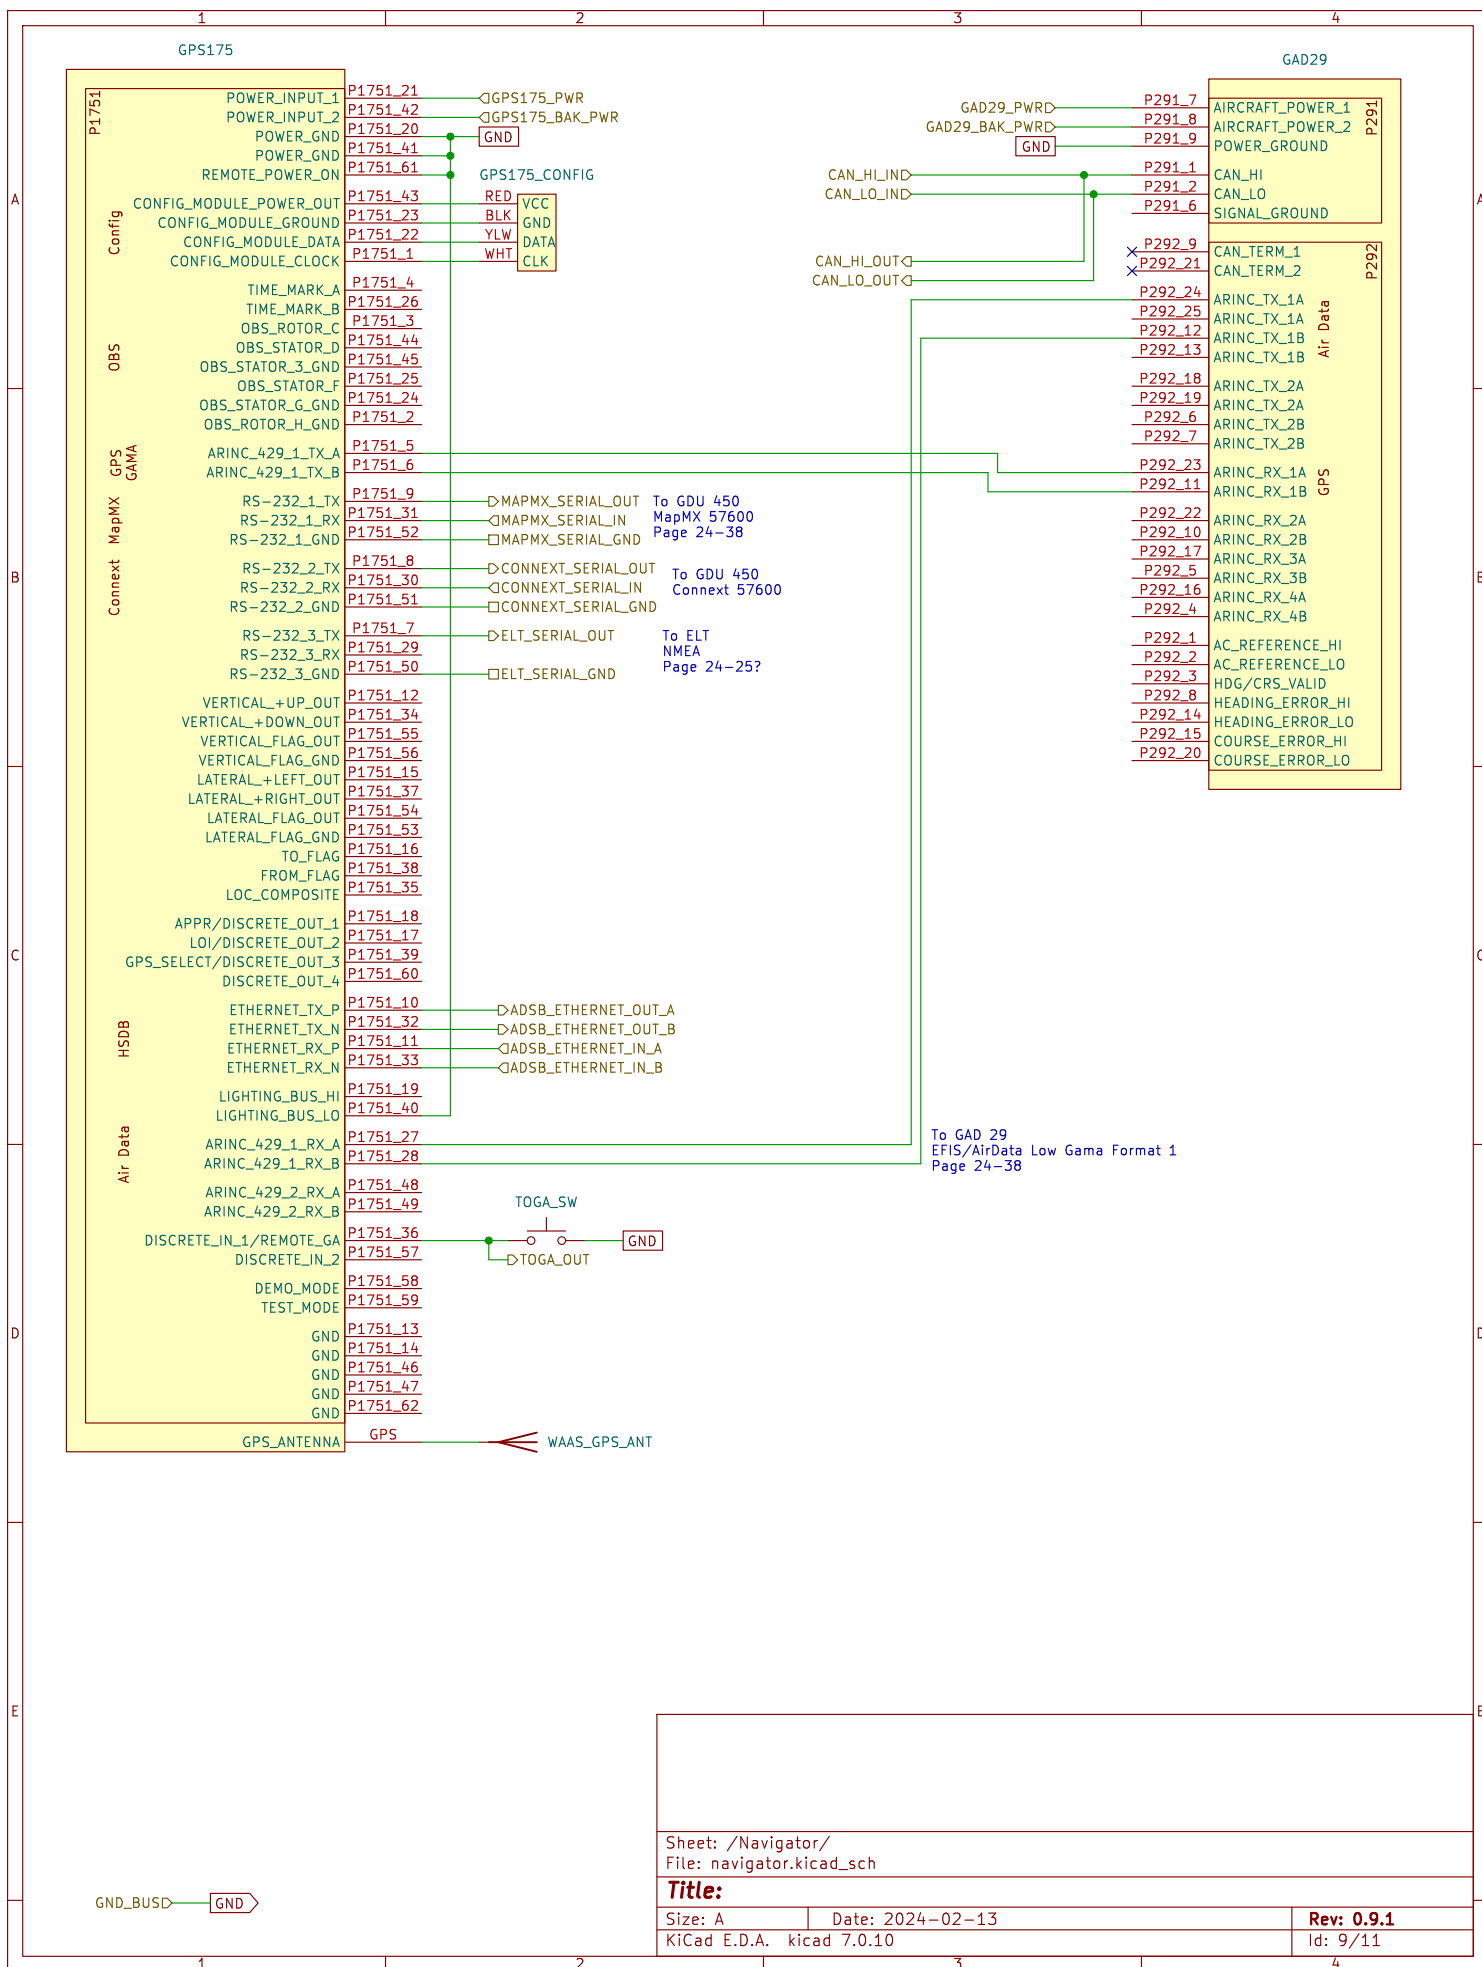 1 2 3 4
GPS175
P1751
POWER_INPUT_1 P1751_21 GPS175_PWR
POWER_INPUT_2 P1751_42 GPS175_BAK_PWR
POWER_GND P1751_20 GND
POWER_GND P1751_41
REMOTE_POWER_ON P1751_61
A
Config
CONFIG_MODULE_POWER_OUT P1751_43
CONFIG_MODULE_GROUND P1751_23
CONFIG_MODULE_DATA P1751_22
CONFIG_MODULE_CLOCK P1751_1
GPS175_CONFIG
RED VCC
BLK GND
YLW DATA
WHT CLK
TIME_MARK_A P1751_4
TIME_MARK_B P1751_26
OBS
OBS_ROTOR_C P1751_3
OBS_STATOR_D P1751_44
OBS_STATOR_3_GND P1751_45
OBS_STATOR_F P1751_25
OBS_STATOR_G_GND P1751_24
OBS_ROTOR_H_GND P1751_2
GPS
GAMA
ARINC_429_1_TX_A P1751_5
ARINC_429_1_TX_B P1751_6
MapMX
RS-232_1_TX P1751_9 MAPMX_SERIAL_OUT
RS-232_1_RX P1751_31 MAPMX_SERIAL_IN
RS-232_1_GND P1751_52 MAPMX_SERIAL_GND
To GDU 450
MapMX 57600
Page 24-38
B
Connext
RS-232_2_TX P1751_8 CONNEXT_SERIAL_OUT
RS-232_2_RX P1751_30 CONNEXT_SERIAL_IN
RS-232_2_GND P1751_51 CONNEXT_SERIAL_GND
To GDU 450
Connext 57600
RS-232_3_TX P1751_7 ELT_SERIAL_OUT
RS-232_3_RX P1751_29
RS-232_3_GND P1751_50 ELT_SERIAL_GND
To ELT
NMEA
Page 24-25?
VERTICAL_+UP_OUT P1751_12
VERTICAL_+DOWN_OUT P1751_34
VERTICAL_FLAG_OUT P1751_55
VERTICAL_FLAG_GND P1751_56
LATERAL_+LEFT_OUT P1751_15
LATERAL_+RIGHT_OUT P1751_37
LATERAL_FLAG_OUT P1751_54
LATERAL_FLAG_GND P1751_53
TO_FLAG P1751_16
FROM_FLAG P1751_38
LOC_COMPOSITE P1751_35
APPR/DISCRETE_OUT_1 P1751_18
LOI/DISCRETE_OUT_2 P1751_17
GPS_SELECT/DISCRETE_OUT_3 P1751_39
DISCRETE_OUT_4 P1751_60
C
HSDB
ETHERNET_TX_P P1751_10 ADSB_ETHERNET_OUT_A
ETHERNET_TX_N P1751_32 ADSB_ETHERNET_OUT_B
ETHERNET_RX_P P1751_11 ADSB_ETHERNET_IN_A
ETHERNET_RX_N P1751_33 ADSB_ETHERNET_IN_B
LIGHTING_BUS_HI P1751_19
LIGHTING_BUS_LO P1751_40
Air Data
ARINC_429_1_RX_A P1751_27
ARINC_429_1_RX_B P1751_28
To GAD 29
EFIS/AirData Low Gama Format 1
Page 24-38
ARINC_429_2_RX_A P1751_48
ARINC_429_2_RX_B P1751_49
TOGA_SW
DISCRETE_IN_1/REMOTE_GA P1751_36 GND
DISCRETE_IN_2 P1751_57 TOGA_OUT
DEMO_MODE P1751_58
TEST_MODE P1751_59
D
GND P1751_13
GND P1751_14
GND P1751_46
GND P1751_47
GND P1751_62
GPS_ANTENNA GPS WAAS_GPS_ANT
GAD29
P291
GAD29_PWR P291_7 AIRCRAFT_POWER_1
GAD29_BAK_PWR P291_8 AIRCRAFT_POWER_2
GND P291_9 POWER_GROUND
CAN_HI_IN P291_1 CAN_HI
CAN_LO_IN P291_2 CAN_LO
P291_6 SIGNAL_GROUND
A
P292
P292_9 CAN_TERM_1
CAN_HI_OUT P292_21 CAN_TERM_2
CAN_LO_OUT
P292_24 ARINC_TX_1A
P292_25 ARINC_TX_1A
P292_12 ARINC_TX_1B
P292_13 ARINC_TX_1B
Air Data
P292_18 ARINC_TX_2A
P292_19 ARINC_TX_2A
P292_6 ARINC_TX_2B
P292_7 ARINC_TX_2B
P292_23 ARINC_RX_1A
P292_11 ARINC_RX_1B
GPS
P292_22 ARINC_RX_2A
P292_10 ARINC_RX_2B
P292_17 ARINC_RX_3A
P292_5 ARINC_RX_3B
P292_16 ARINC_RX_4A
P292_4 ARINC_RX_4B
P292_1 AC_REFERENCE_HI
P292_2 AC_REFERENCE_LO
P292_3 HDG/CRS_VALID
P292_8 HEADING_ERROR_HI
P292_14 HEADING_ERROR_LO
P292_15 COURSE_ERROR_HI
P292_20 COURSE_ERROR_LO
E
GND_BUS GND
Sheet: /Navigator/
File: navigator.kicad_sch
Title:
Size: A Date: 2024-02-13 Rev: 0.9.1
KiCad E.D.A. kicad 7.0.10 Id: 9/11
1 2 3 4